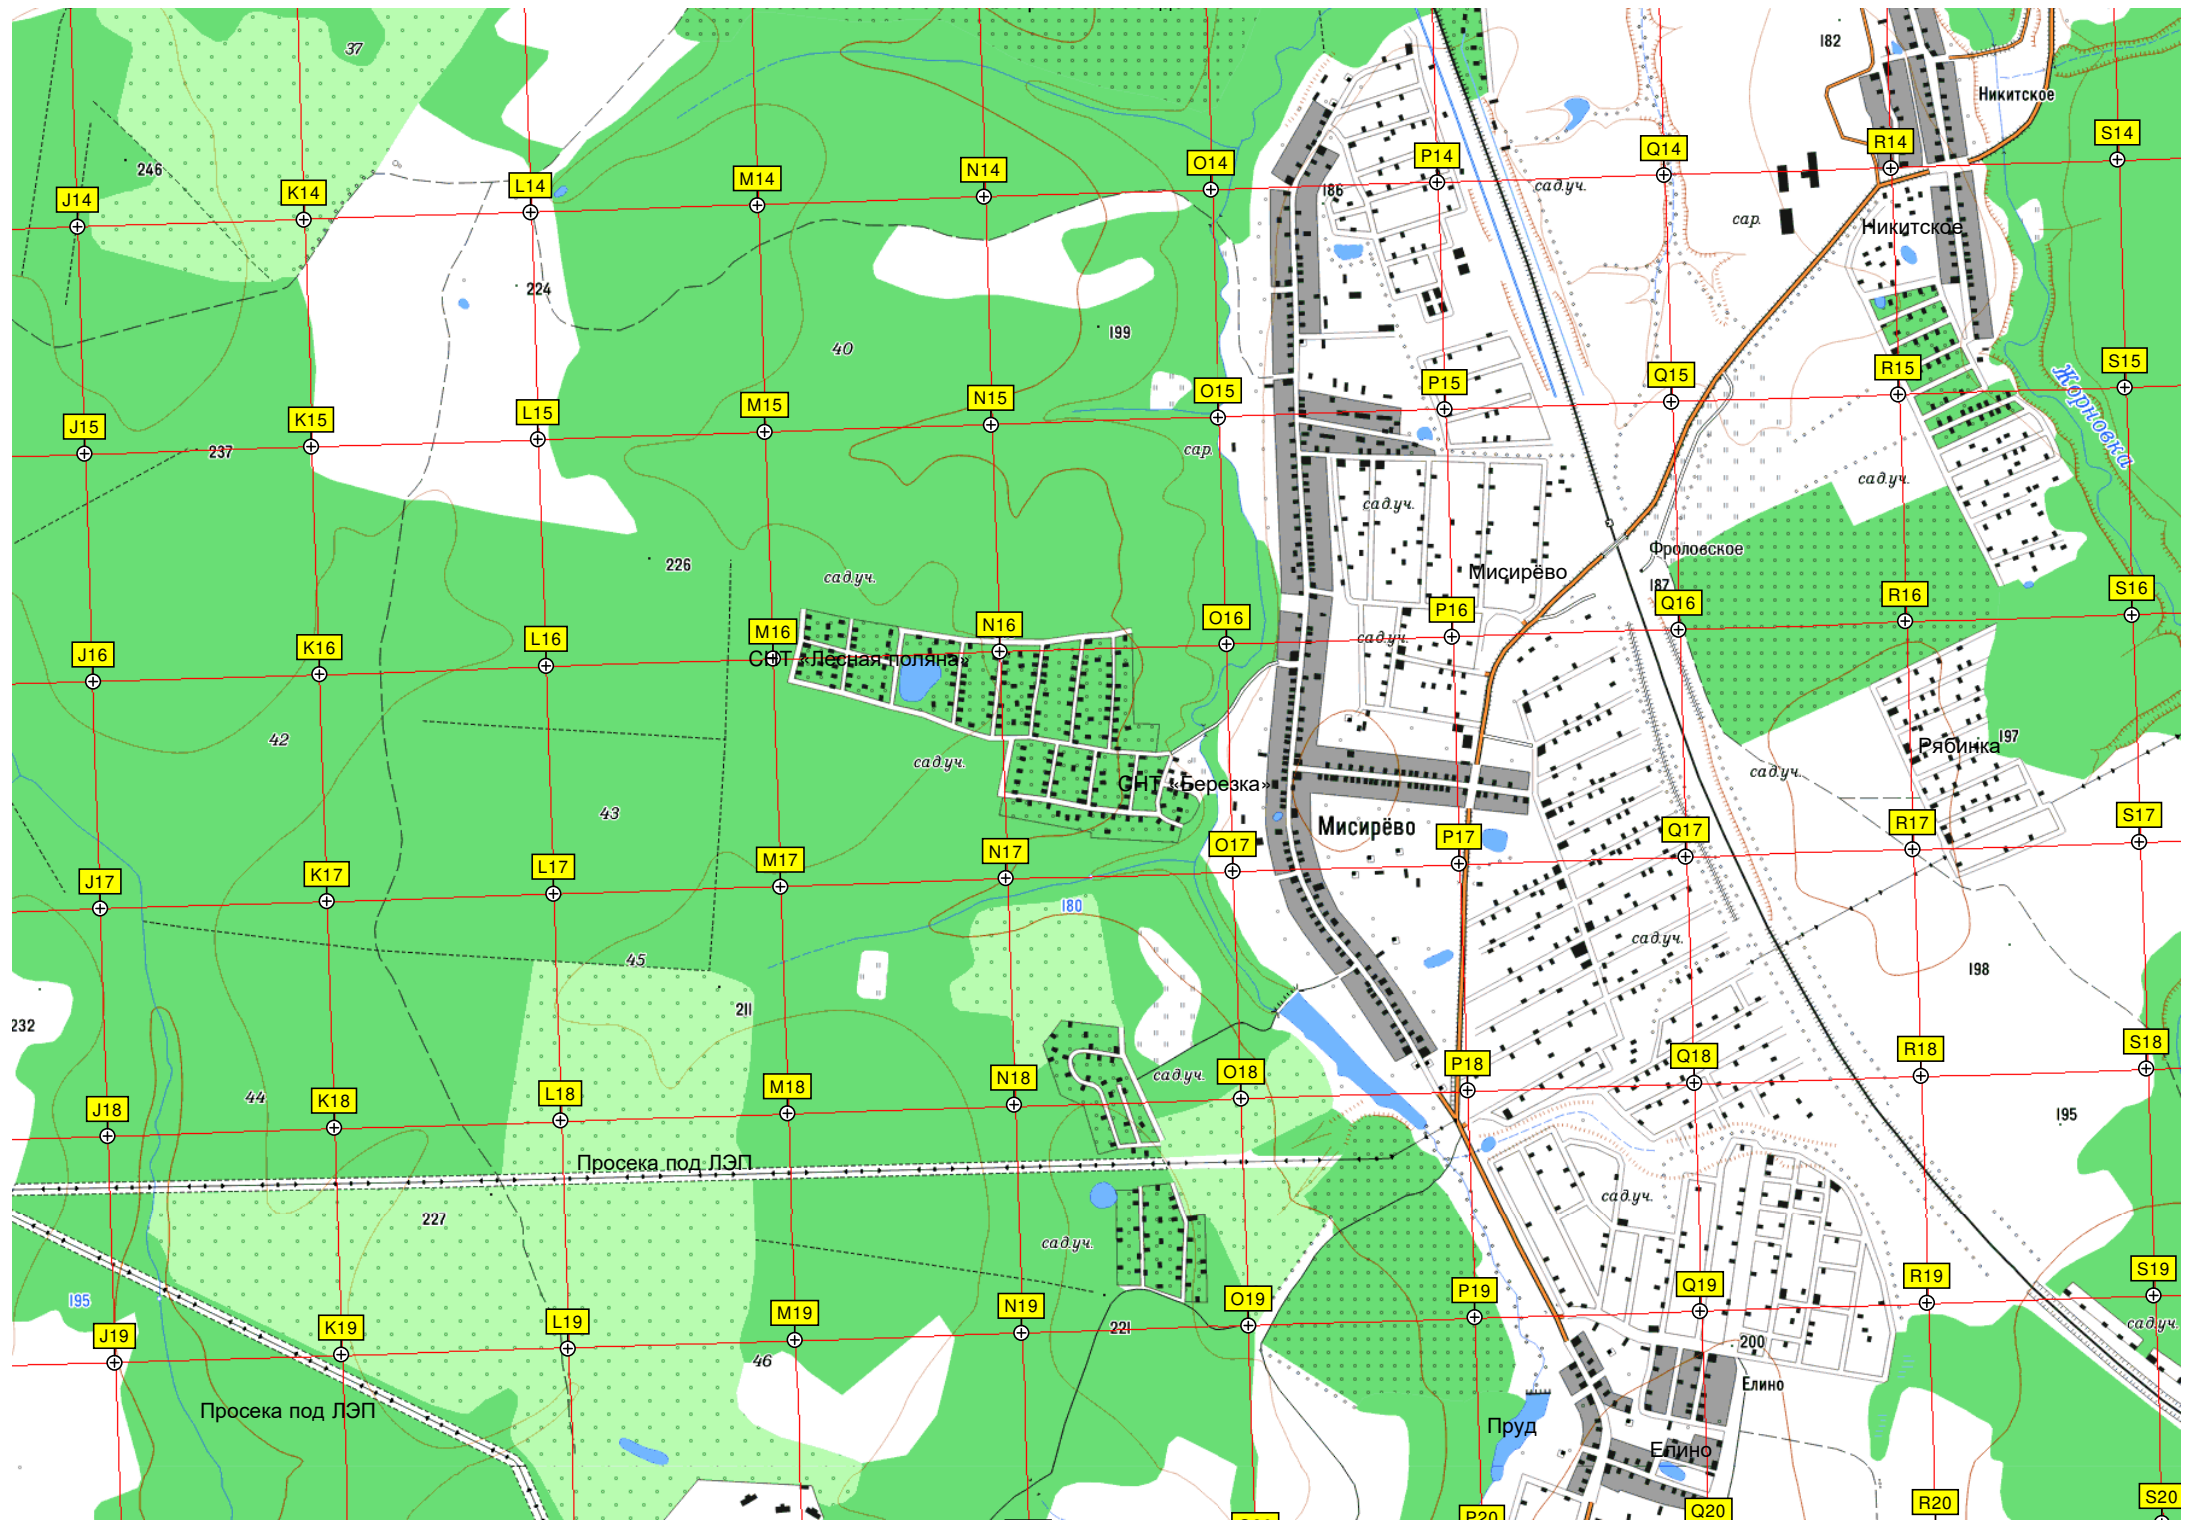 37
182
Никитское
246
J14
K14
L14
M14
N14
O14
P14
Q14
R14
S14
186
сад.уч.
сар.
Никитское
224
199
40
J15
K15
L15
M15
N15
O15
P15
Q15
R15
S15
Жорновка
237
сар.
сад.уч.
сад.уч.
226
сад.уч.
Мисирёво
Фроловское
187
J16
K16
L16
M16
N16
O16
P16
Q16
R16
S16
сад.уч.
СНТ «Лесная поляна»
42
сад.уч.
43
СНТ «Березка»
сад.уч.
Рябинка
197
Мисирёво
J17
K17
L17
M17
N17
O17
P17
Q17
R17
S17
180
45
сад.уч.
198
232
211
44
сад.уч.
J18
K18
L18
M18
N18
O18
P18
Q18
R18
S18
195
Просека под ЛЭП
227
сад.уч.
сад.уч.
195
J19
K19
L19
M19
N19
O19
P19
Q19
R19
S19
221
сад.уч.
46
200
Елино
Просека под ЛЭП
Пруд
Елино
P20
Q20
R20
S20